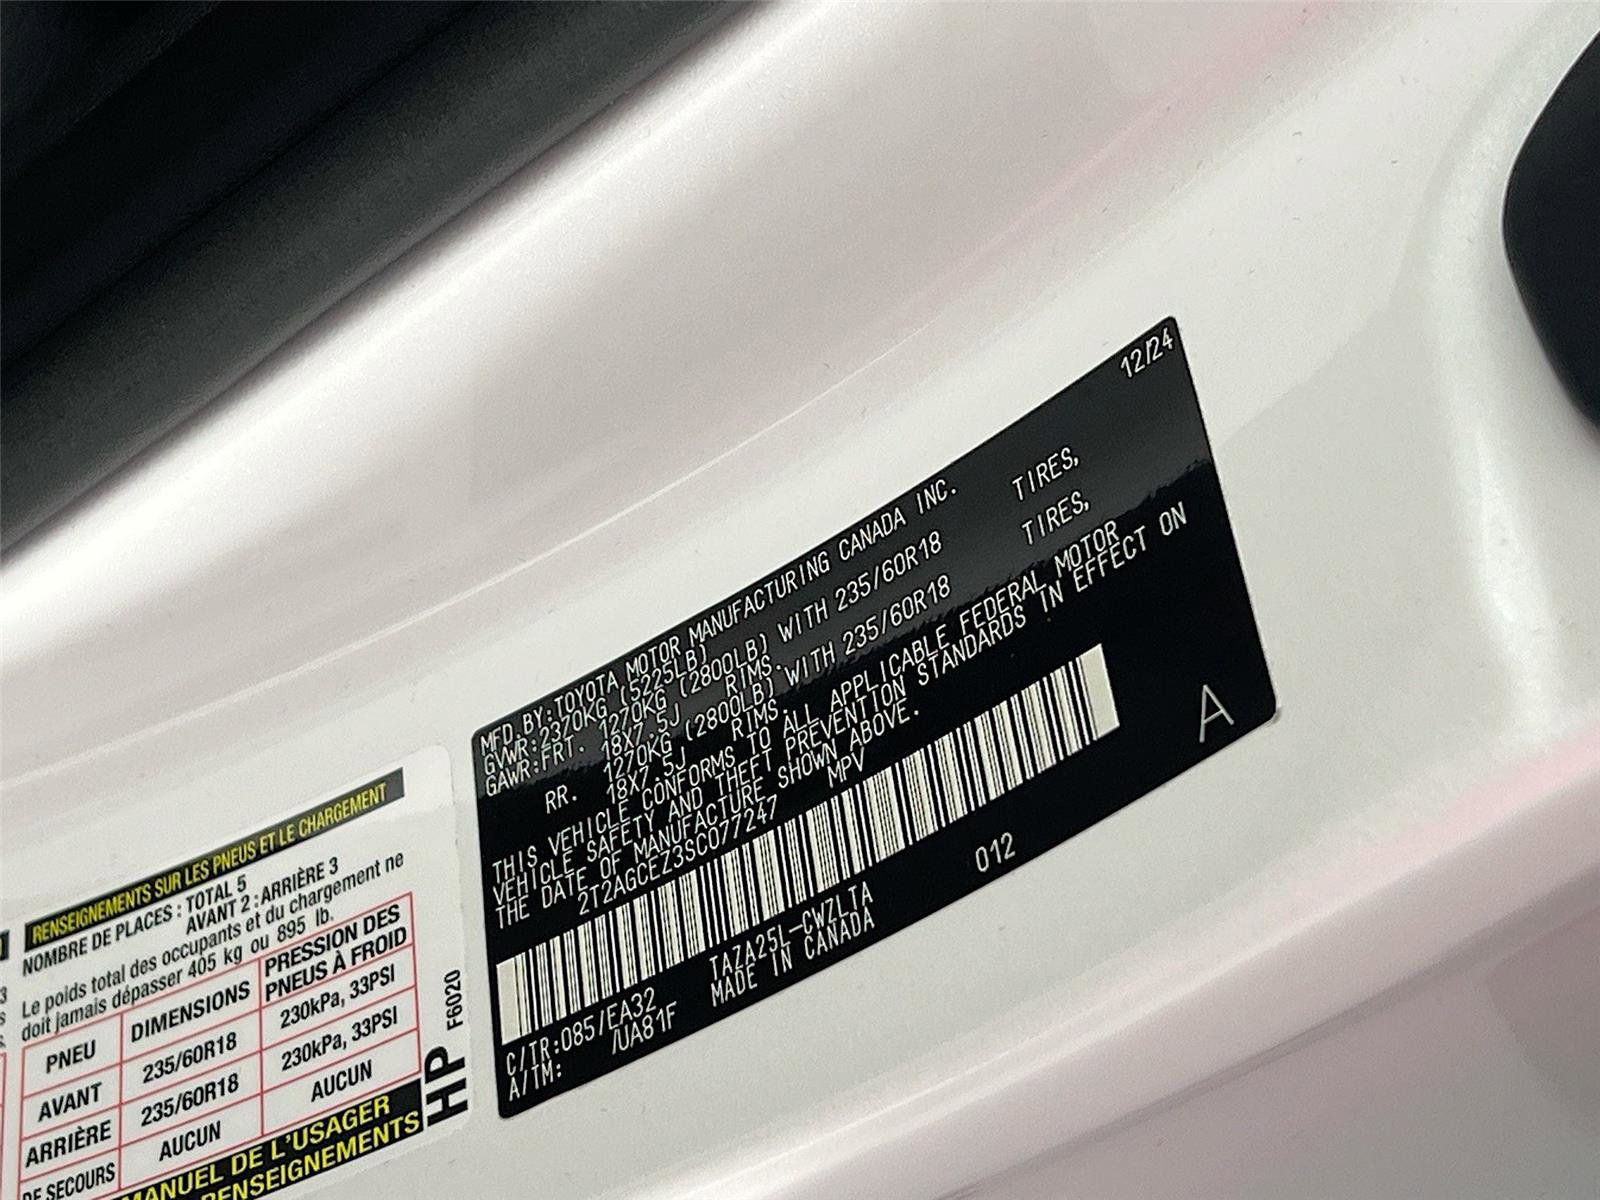 12/24
MFD.BY:TOYOTA MOTOR MANUFACTURING CANADA INC.
GVWR:2370KG (5225LB)
GAWR:FRT. 1270KG (2800LB) WITH 235/60R18 TIRES,
18X7.5J RIMS.
RR. 1270KG (2800LB) WITH 235/60R18 TIRES,
18X7.5J RIMS.
THIS VEHICLE CONFORMS TO ALL APPLICABLE FEDERAL MOTOR
VEHICLE SAFETY AND THEFT PREVENTION STANDARDS IN EFFECT ON
THE DATE OF MANUFACTURE SHOWN ABOVE.
2T2AGCEZ3SC077247 MPV
012
A
C/TR:085/EA32 TAZA25L-CWZLTA
A/TM: /UA81F MADE IN CANADA
RENSEIGNEMENTS SUR LES PNEUS ET LE CHARGEMENT
NOMBRE DE PLACES : TOTAL 5
AVANT 2 : ARRIÈRE 3
Le poids total des occupants et du chargement ne
doit jamais dépasser 405 kg ou 895 lb.
PNEU DIMENSIONS PRESSION DES PNEUS À FROID
AVANT 235/60R18 230kPa, 33PSI
ARRIÈRE 235/60R18 230kPa, 33PSI
DE SECOURS AUCUN AUCUN
MANUEL DE L'USAGER
RENSEIGNEMENTS
HP F6020